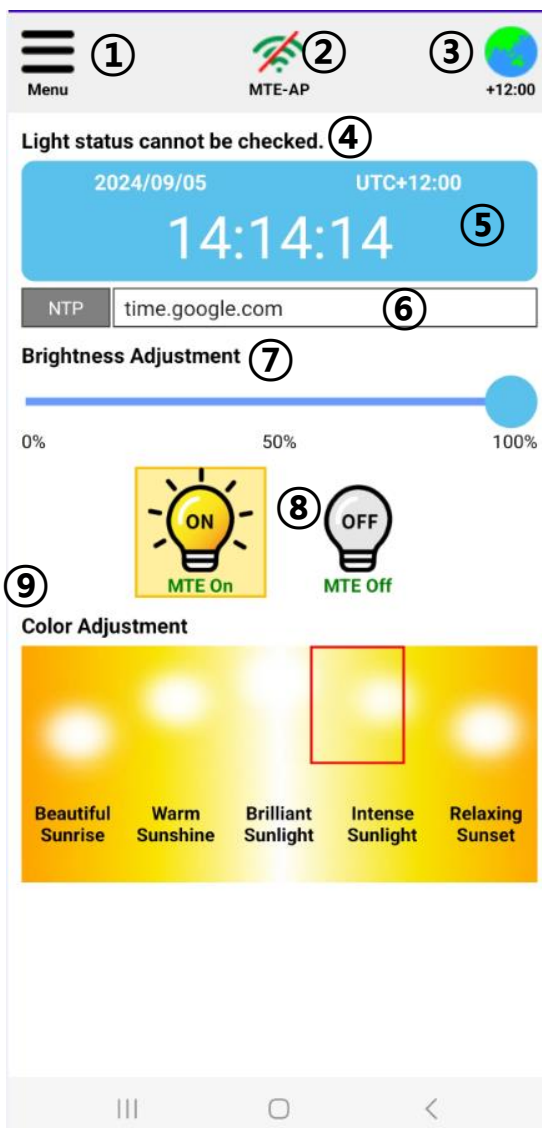 ① ② ③
Menu MTE-AP +12:00
Light status cannot be checked. ④
2024/09/05 UTC+12:00
14:14:14 ⑤
NTP time.google.com ⑥
Brightness Adjustment ⑦
0% 50% 100%
ON ⑧ OFF
MTE On MTE Off
⑨
Color Adjustment
Beautiful Warm Brilliant Intense Relaxing
Sunrise Sunshine Sunlight Sunlight Sunset